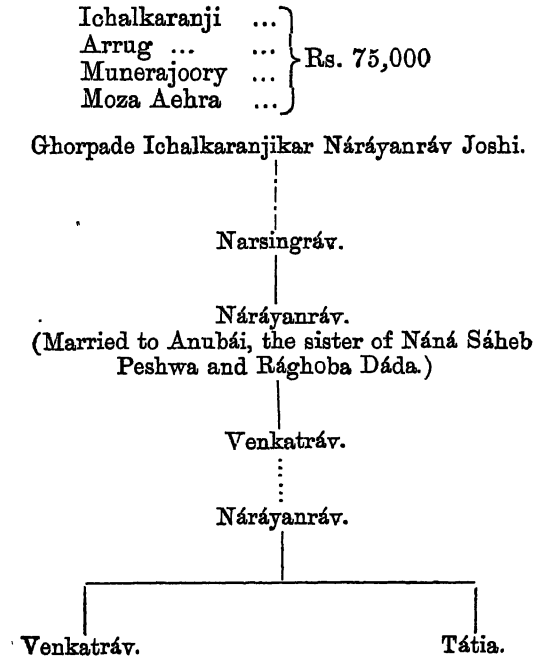 Ichalkaranji ...
Arrug ... ...
Munerajoory ...
Moza Aehra ...
Rs. 75,000
Ghorpade Ichalkaranjikar Náráyanráv Joshi.
Narsingráv.
Náráyanráv.
(Married to Anubái, the sister of Náná Sáheb
Peshwa and Rághoba Dáda.)
Venkatráv.
Náráyanráv.
Venkatráv. Tátia.